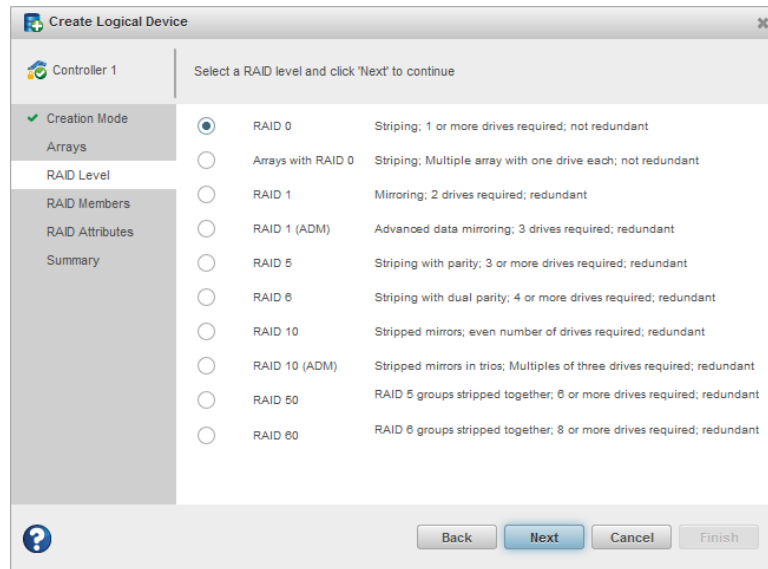 Create Logical Device
Controller 1
Select a RAID level and click 'Next' to continue
Creation Mode
Arrays
RAID Level
RAID Members
RAID Attributes
Summary
RAID 0 Striping; 1 or more drives required; not redundant
Arrays with RAID 0 Striping; Multiple array with one drive each; not redundant
RAID 1 Mirroring; 2 drives required; redundant
RAID 1 (ADM) Advanced data mirroring; 3 drives required; redundant
RAID 5 Striping with parity; 3 or more drives required; redundant
RAID 6 Striping with dual parity; 4 or more drives required; redundant
RAID 10 Stripped mirrors; even number of drives required; redundant
RAID 10 (ADM) Stripped mirrors in trios; Multiples of three drives required; redundant
RAID 50 RAID 5 groups stripped together; 6 or more drives required; redundant
RAID 60 RAID 6 groups stripped together; 8 or more drives required; redundant
? Back Next Cancel Finish